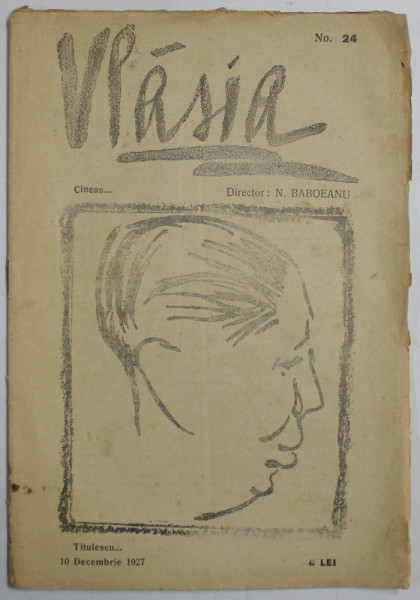 No. 24
Vlăsia
Cineas...
Director: N. BABOEANU
Titulescu...
10 Decembrie 1927
LEI